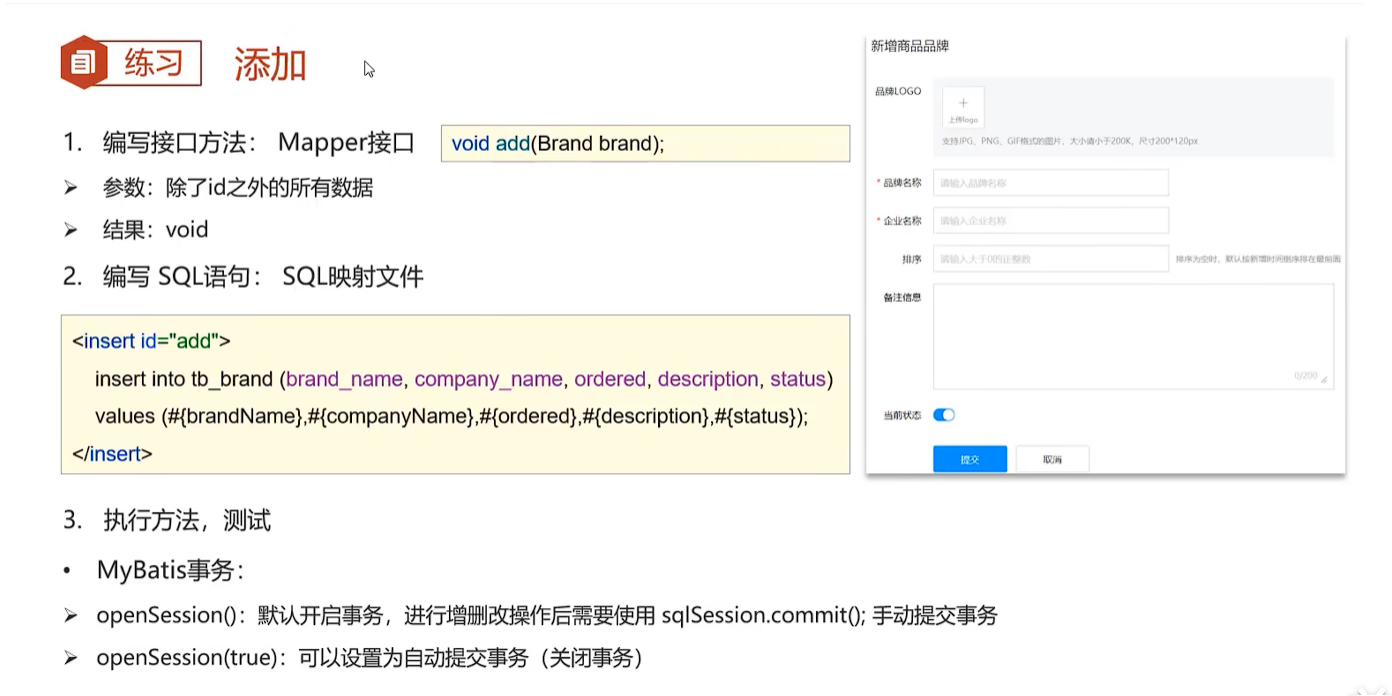 练习 添加
1. 编写接口方法： Mapper接口
void add(Brand brand);
➢ 参数：除了id之外的所有数据
➢ 结果：void
2. 编写 SQL语句： SQL映射文件
<insert id="add">
insert into tb_brand (brand_name, company_name, ordered, description, status)
values (#{brandName},#{companyName},#{ordered},#{description},#{status});
</insert>
3. 执行方法，测试
• MyBatis事务：
➢ openSession()：默认开启事务，进行增删改操作后需要使用 sqlSession.commit(); 手动提交事务
➢ openSession(true)：可以设置为自动提交事务（关闭事务）
新增商品品牌
品牌LOGO
+
上传logo
支持JPG、PNG、GIF格式的图片，大小请小于200K，尺寸200*120px
* 品牌名称 请输入品牌名称
* 企业名称 请输入企业名称
排序 请输入大于0的正整数 排序为空时，默认按新增时间倒序排在最前面
备注信息
0/200
当前状态
提交 取消